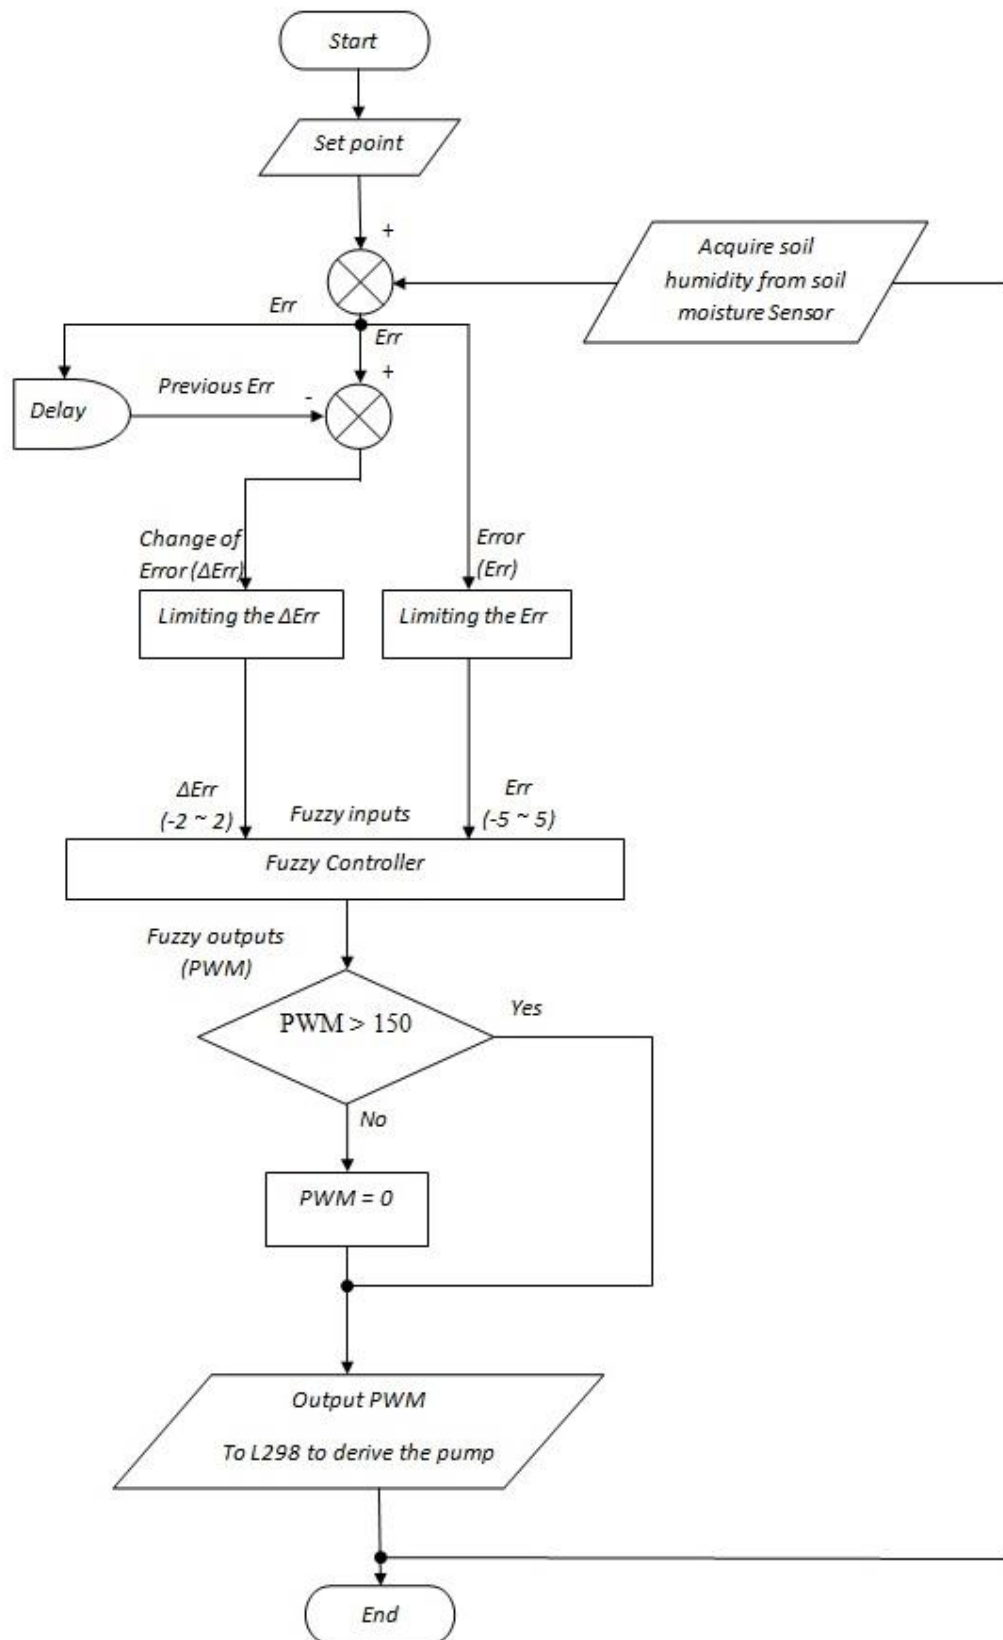 Start
Set point
+
Acquire soil
humidity from soil
moisture Sensor
Err
Err
+
Previous Err
-
Delay
Change of
Error (ΔErr)
Error
(Err)
Limiting the ΔErr
Limiting the Err
ΔErr
(-2 ~ 2)
Fuzzy inputs
Err
(-5 ~ 5)
Fuzzy Controller
Fuzzy outputs
(PWM)
PWM > 150
Yes
No
PWM = 0
Output PWM
To L298 to derive the pump
End